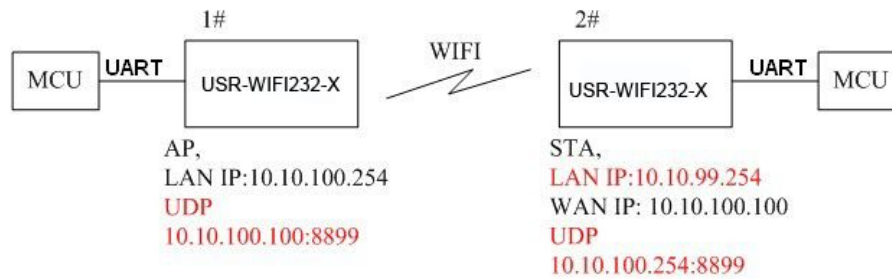 1#
2#
WIFI
MCU
UART
USR-WIFI232-X
USR-WIFI232-X
UART
MCU
AP,
LAN IP:10.10.100.254
UDP
10.10.100.100:8899
STA,
LAN IP:10.10.99.254
WAN IP: 10.10.100.100
UDP
10.10.100.254:8899